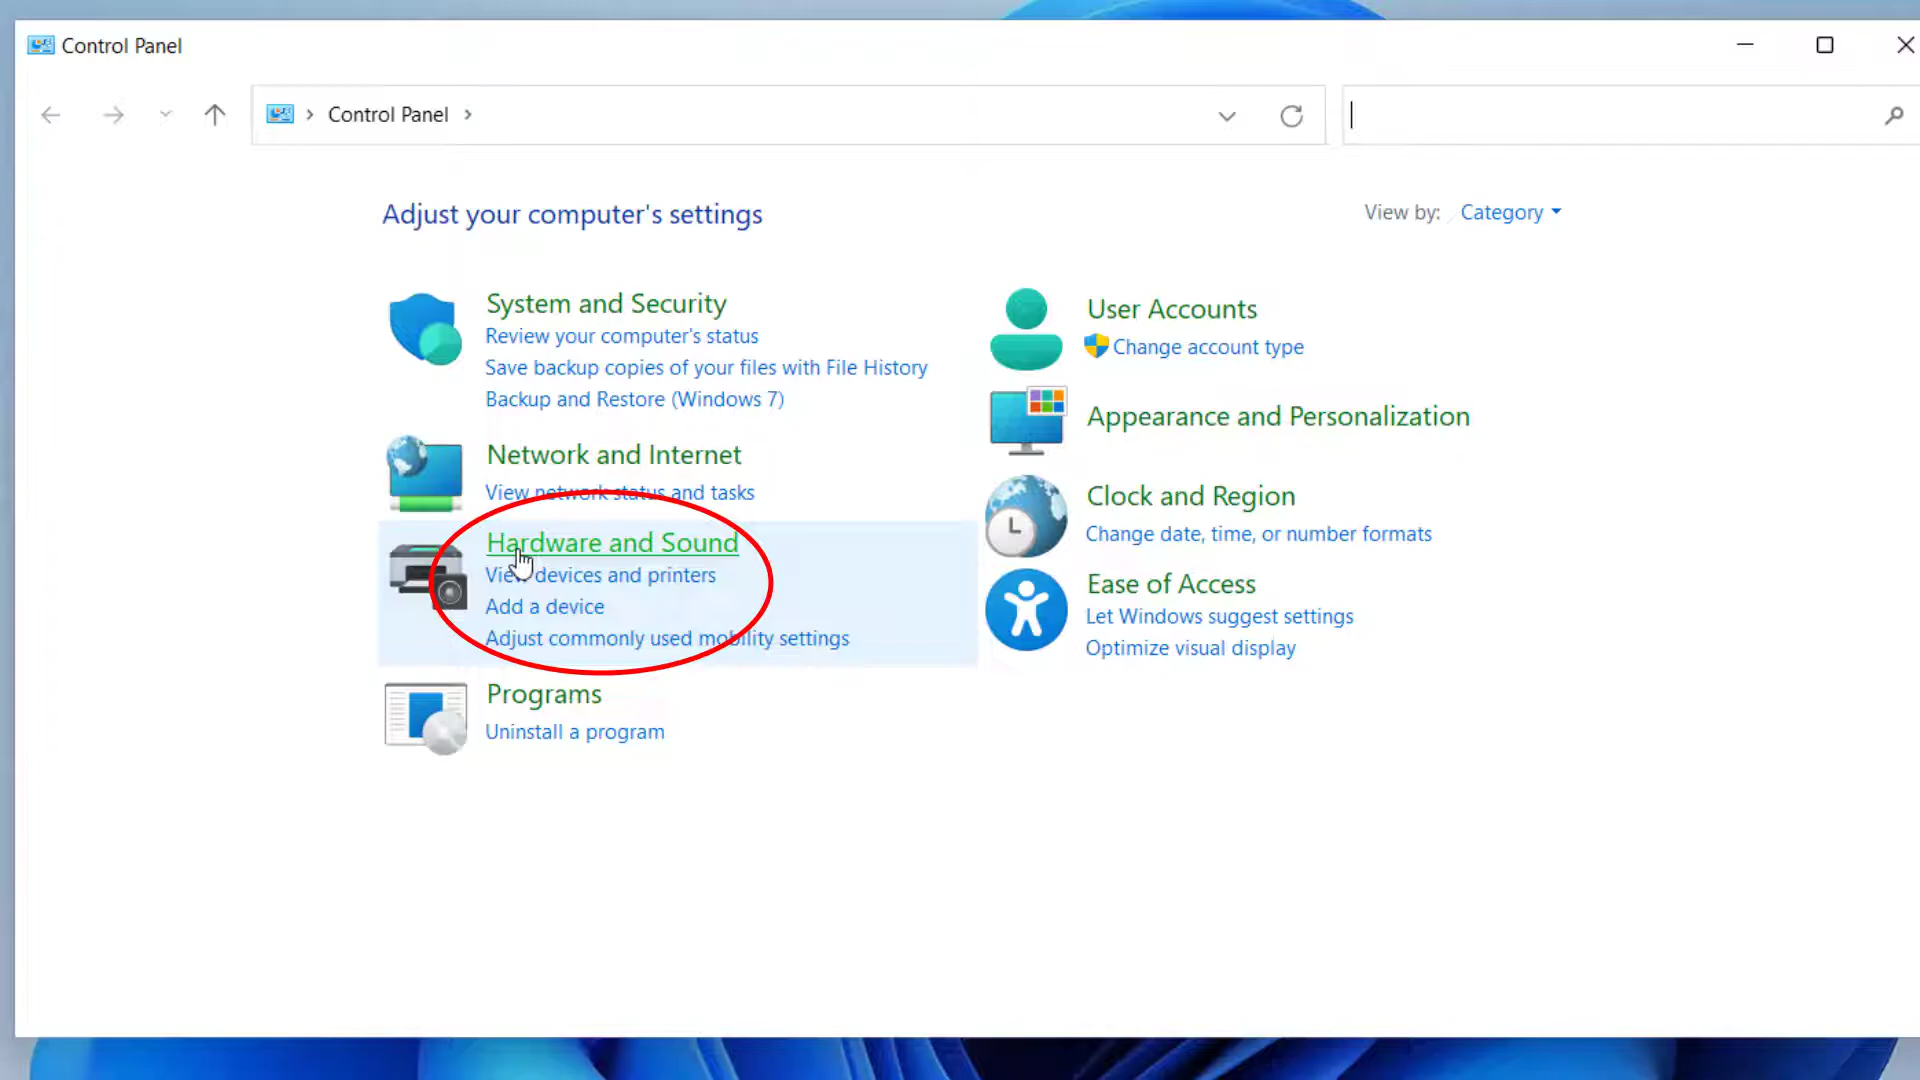 Control Panel
Control Panel
Adjust your computer's settings
View by: Category
System and Security
Review your computer's status
Save backup copies of your files with File History
Backup and Restore (Windows 7)
Network and Internet
View network status and tasks
Hardware and Sound
View devices and printers
Add a device
Adjust commonly used mobility settings
Programs
Uninstall a program
User Accounts
Change account type
Appearance and Personalization
Clock and Region
Change date, time, or number formats
Ease of Access
Let Windows suggest settings
Optimize visual display